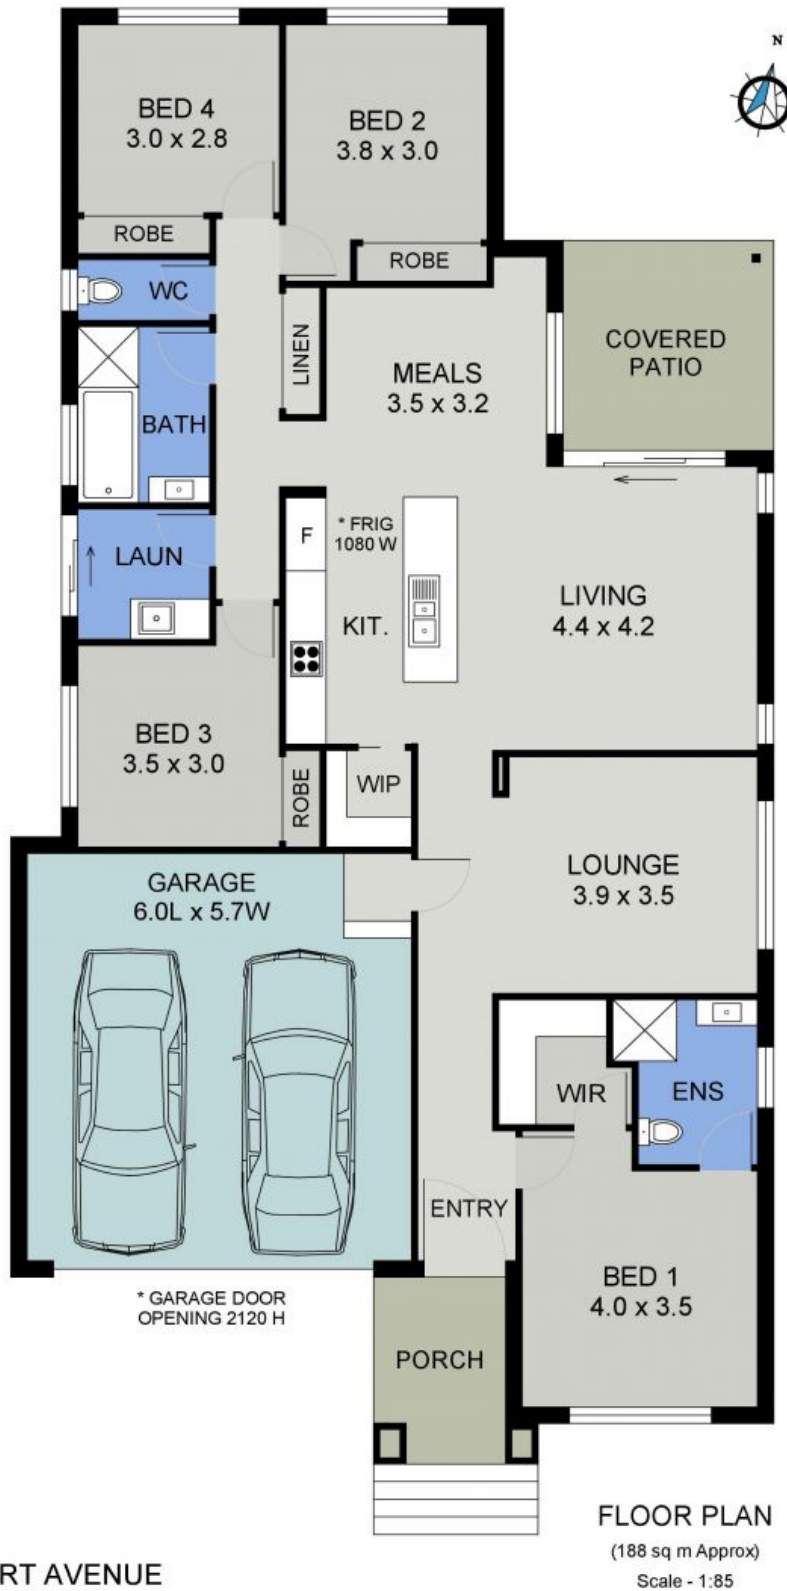 N
BED 4
3.0 x 2.8
BED 2
3.8 x 3.0
ROBE
ROBE
WC
LINEN
MEALS
3.5 x 3.2
COVERED
PATIO
BATH
F
* FRIG
1080 W
LAUN
KIT.
LIVING
4.4 x 4.2
BED 3
3.5 x 3.0
ROBE
WIP
LOUNGE
3.9 x 3.5
GARAGE
6.0L x 5.7W
WIR
ENS
ENTRY
BED 1
4.0 x 3.5
* GARAGE DOOR
OPENING 2120 H
PORCH
FLOOR PLAN
(188 sq m Approx)
Scale - 1:85
RT AVENUE